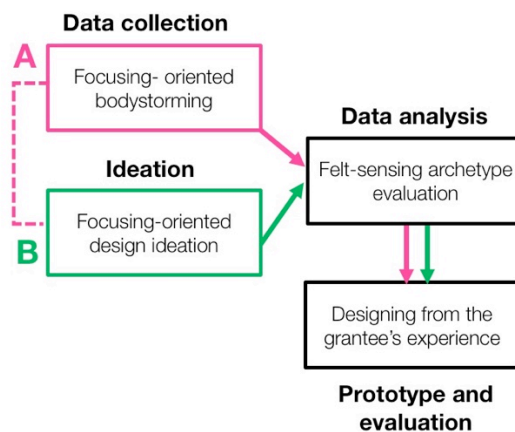 Data collection
A
Focusing- oriented
bodystorming
Ideation
B
Focusing-oriented
design ideation
Data analysis
Felt-sensing archetype
evaluation
Designing from the
grantee's experience
Prototype and
evaluation